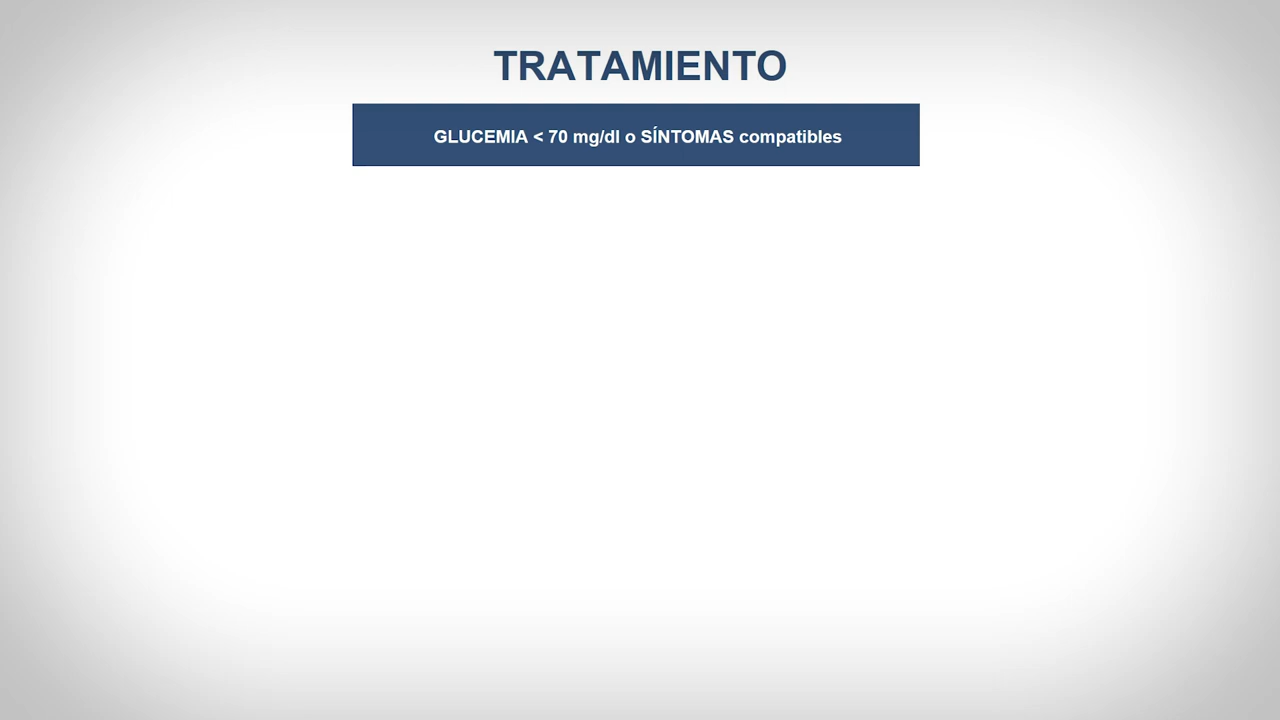 TRATAMIENTO
GLUCEMIA < 70 mg/dl o SÍNTOMAS compatibles